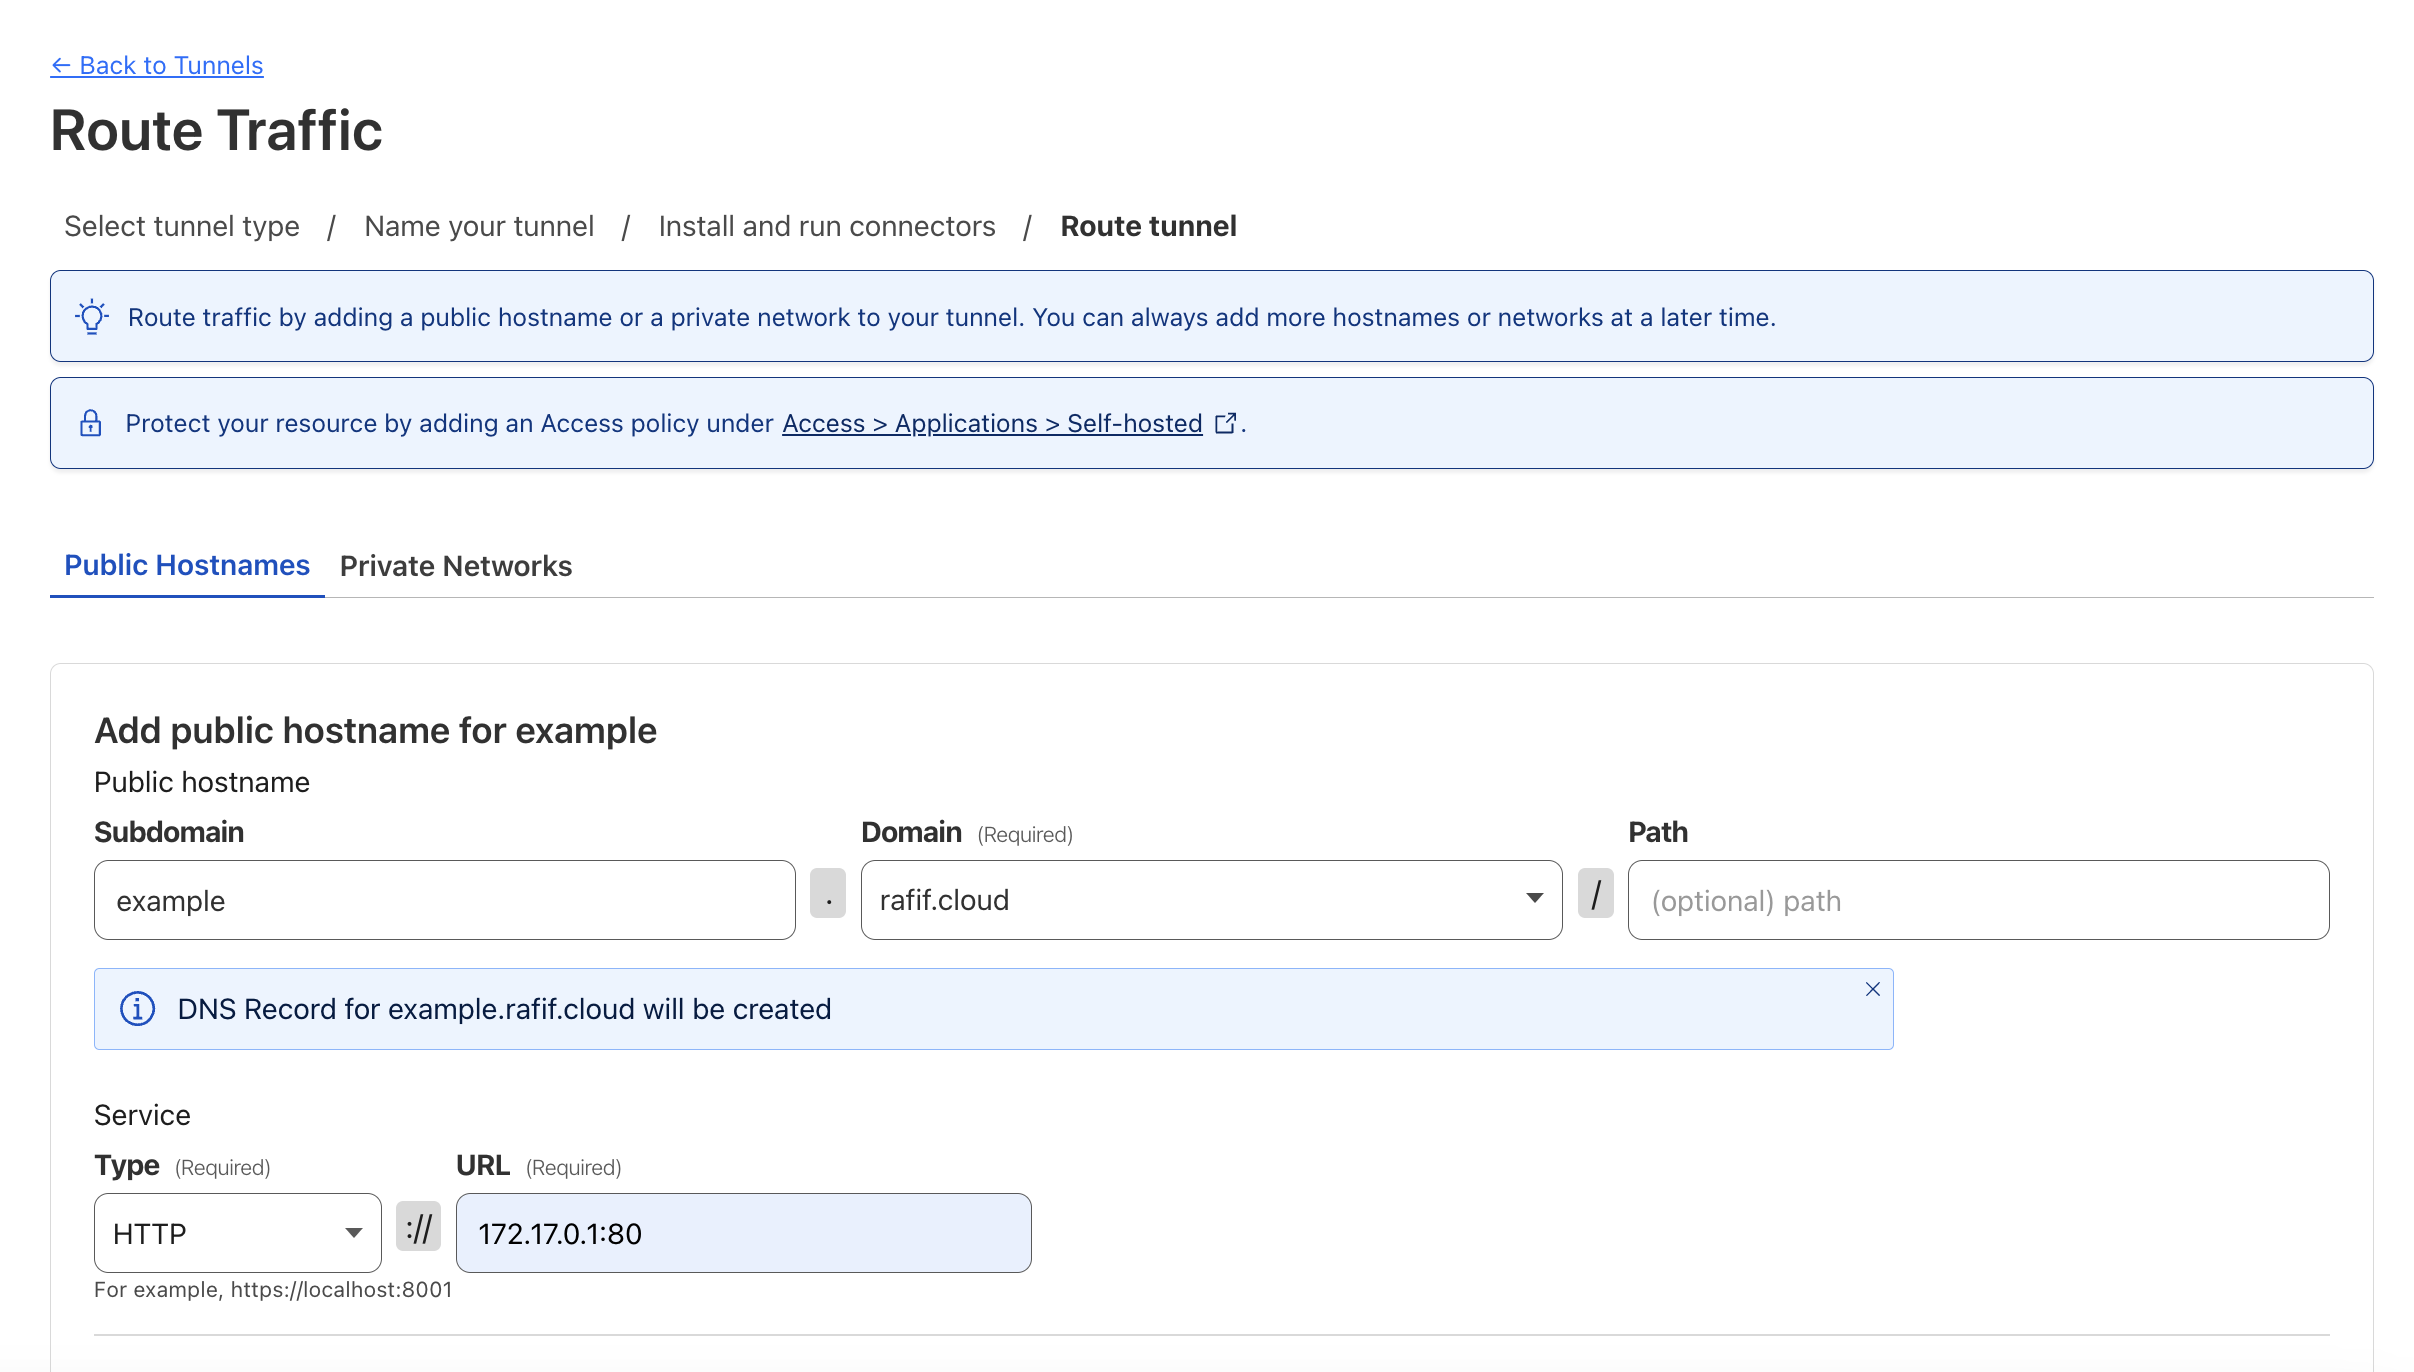 ← Back to Tunnels
Route Traffic
Select tunnel type / Name your tunnel / Install and run connectors / Route tunnel
Route traffic by adding a public hostname or a private network to your tunnel. You can always add more hostnames or networks at a later time.
Protect your resource by adding an Access policy under Access > Applications > Self-hosted .
Public Hostnames Private Networks
Add public hostname for example
Public hostname
Subdomain Domain (Required) Path
example . rafif.cloud / (optional) path
DNS Record for example.rafif.cloud will be created
Service
Type (Required) URL (Required)
HTTP :// 172.17.0.1:80
For example, https://localhost:8001